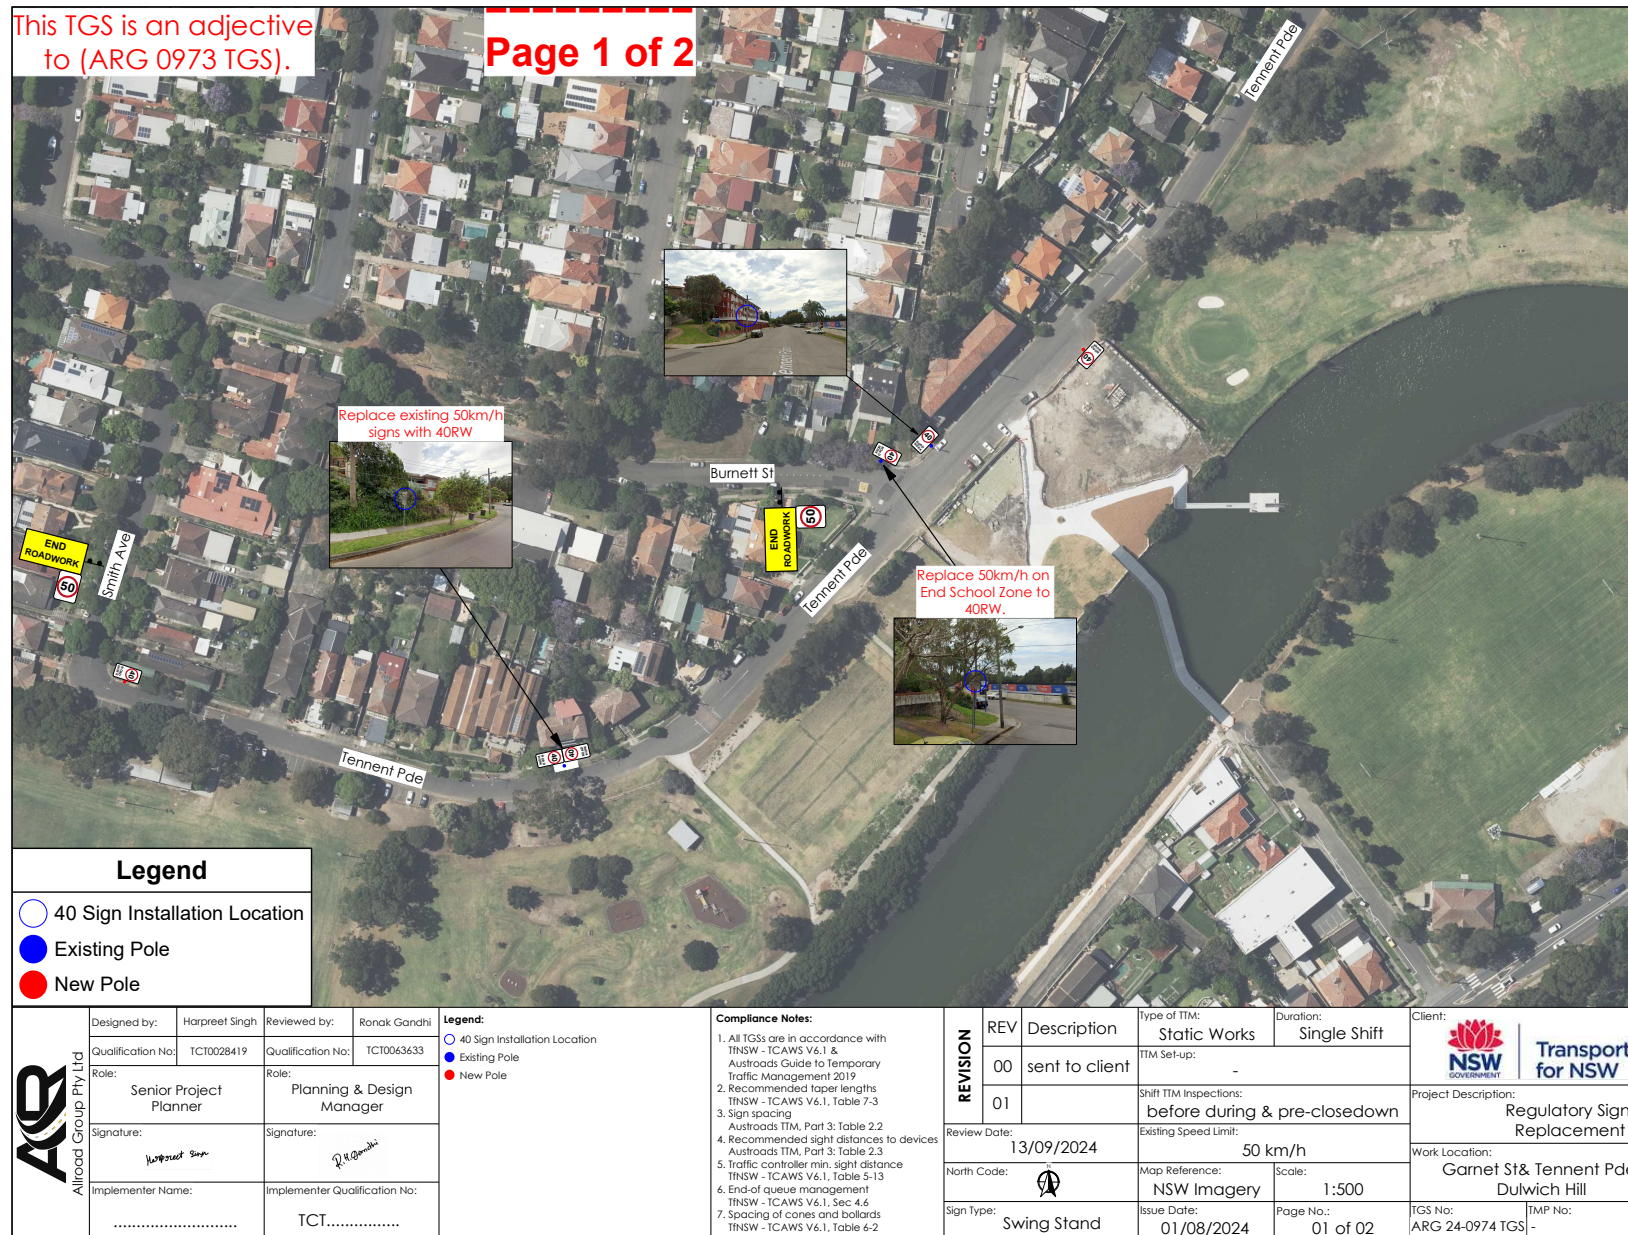 This TGS is an adjective
to (ARG 0973 TGS).
Page 1 of 2
Tennent Pde
Replace existing 50km/h
signs with 40RW
Burnett St
END
ROADWORK
50
Tennent Pde
Replace 50km/h on
End School Zone to
40RW.
END
ROADWORK
50
Smith Ave
40
40
40
40
40
40
Tennent Pde
Legend
40 Sign Installation Location
Existing Pole
New Pole
Allroad Group Pty Ltd
Designed by:
Harpreet Singh
Reviewed by:
Ronak Gandhi
Qualification No:
TCT0028419
Qualification No:
TCT0063633
Role:
Senior Project
Planner
Role:
Planning & Design
Manager
Signature:
Signature:
Implementer Name:
..........................
Implementer Qualification No:
TCT...............
Legend:
40 Sign Installation Location
Existing Pole
New Pole
Compliance Notes:
1. All TGSs are in accordance with
TfNSW - TCAWS V6.1 &
Austroads Guide to Temporary
Traffic Management 2019
2. Recommended taper lengths
TfNSW - TCAWS V6.1, Table 7-3
3. Sign spacing
Austroads TTM, Part 3: Table 2.2
4. Recommended sight distances to devices
Austroads TTM, Part 3: Table 2.3
5. Traffic controller min. sight distance
TfNSW - TCAWS V6.1, Table 5-13
6. End-of queue management
TfNSW - TCAWS V6.1, Sec 4.6
7. Spacing of cones and bollards
TfNSW - TCAWS V6.1, Table 6-2
REVISION
REV Description
00 sent to client
01
Review Date:
13/09/2024
North Code:
N
Sign Type:
Swing Stand
Type of TTM:
Static Works
Duration:
Single Shift
TTM Set-up:
-
Shift TTM Inspections:
before during & pre-closedown
Existing Speed Limit:
50 km/h
Map Reference:
NSW Imagery
Scale:
1:500
Issue Date:
01/08/2024
Page No.:
01 of 02
Client:
NSW
GOVERNMENT
Transport
for NSW
Project Description:
Regulatory Sign
Replacement
Work Location:
Garnet St& Tennent Pde
Dulwich Hill
TGS No:
ARG 24-0974 TGS
TMP No:
-